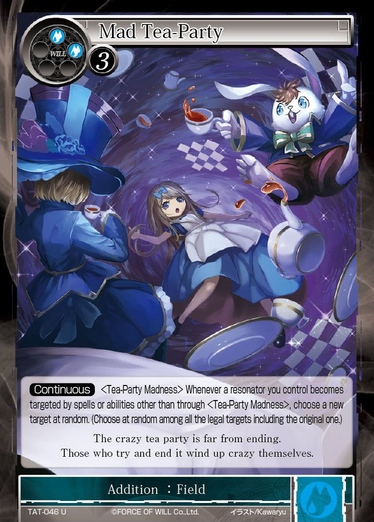 Mad Tea-Party
WILL
3
Continuous <Tea-Party Madness> Whenever a resonator you control becomes
targeted by spells or abilities other than through <Tea-Party Madness>, choose a new
target at random. (Choose at random among all the legal targets including the original one.)
The crazy tea party is far from ending.
Those who try and end it wind up crazy themselves.
Addition : Field
TAT-046 U ©FORCE OF WILL Co.,Ltd. イラスト/Kawaryu